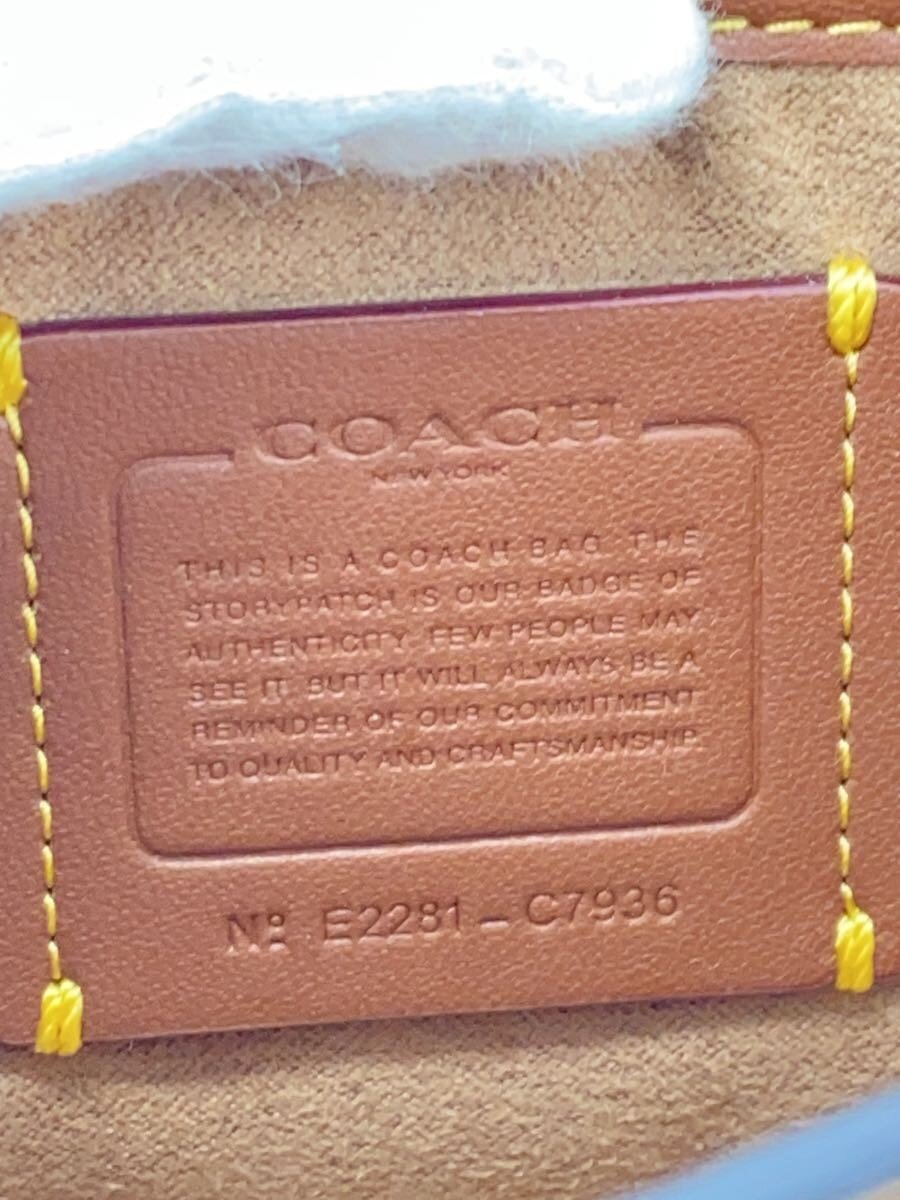 COACH
NEW YORK
THIS IS A COACH BAG. THE
STORYPATCH IS OUR BADGE OF
AUTHENTICITY. FEW PEOPLE MAY
SEE IT. BUT IT WILL ALWAYS BE A
REMINDER OF OUR COMMITMENT
TO QUALITY AND CRAFTSMANSHIP.
Nº E2281-C7936